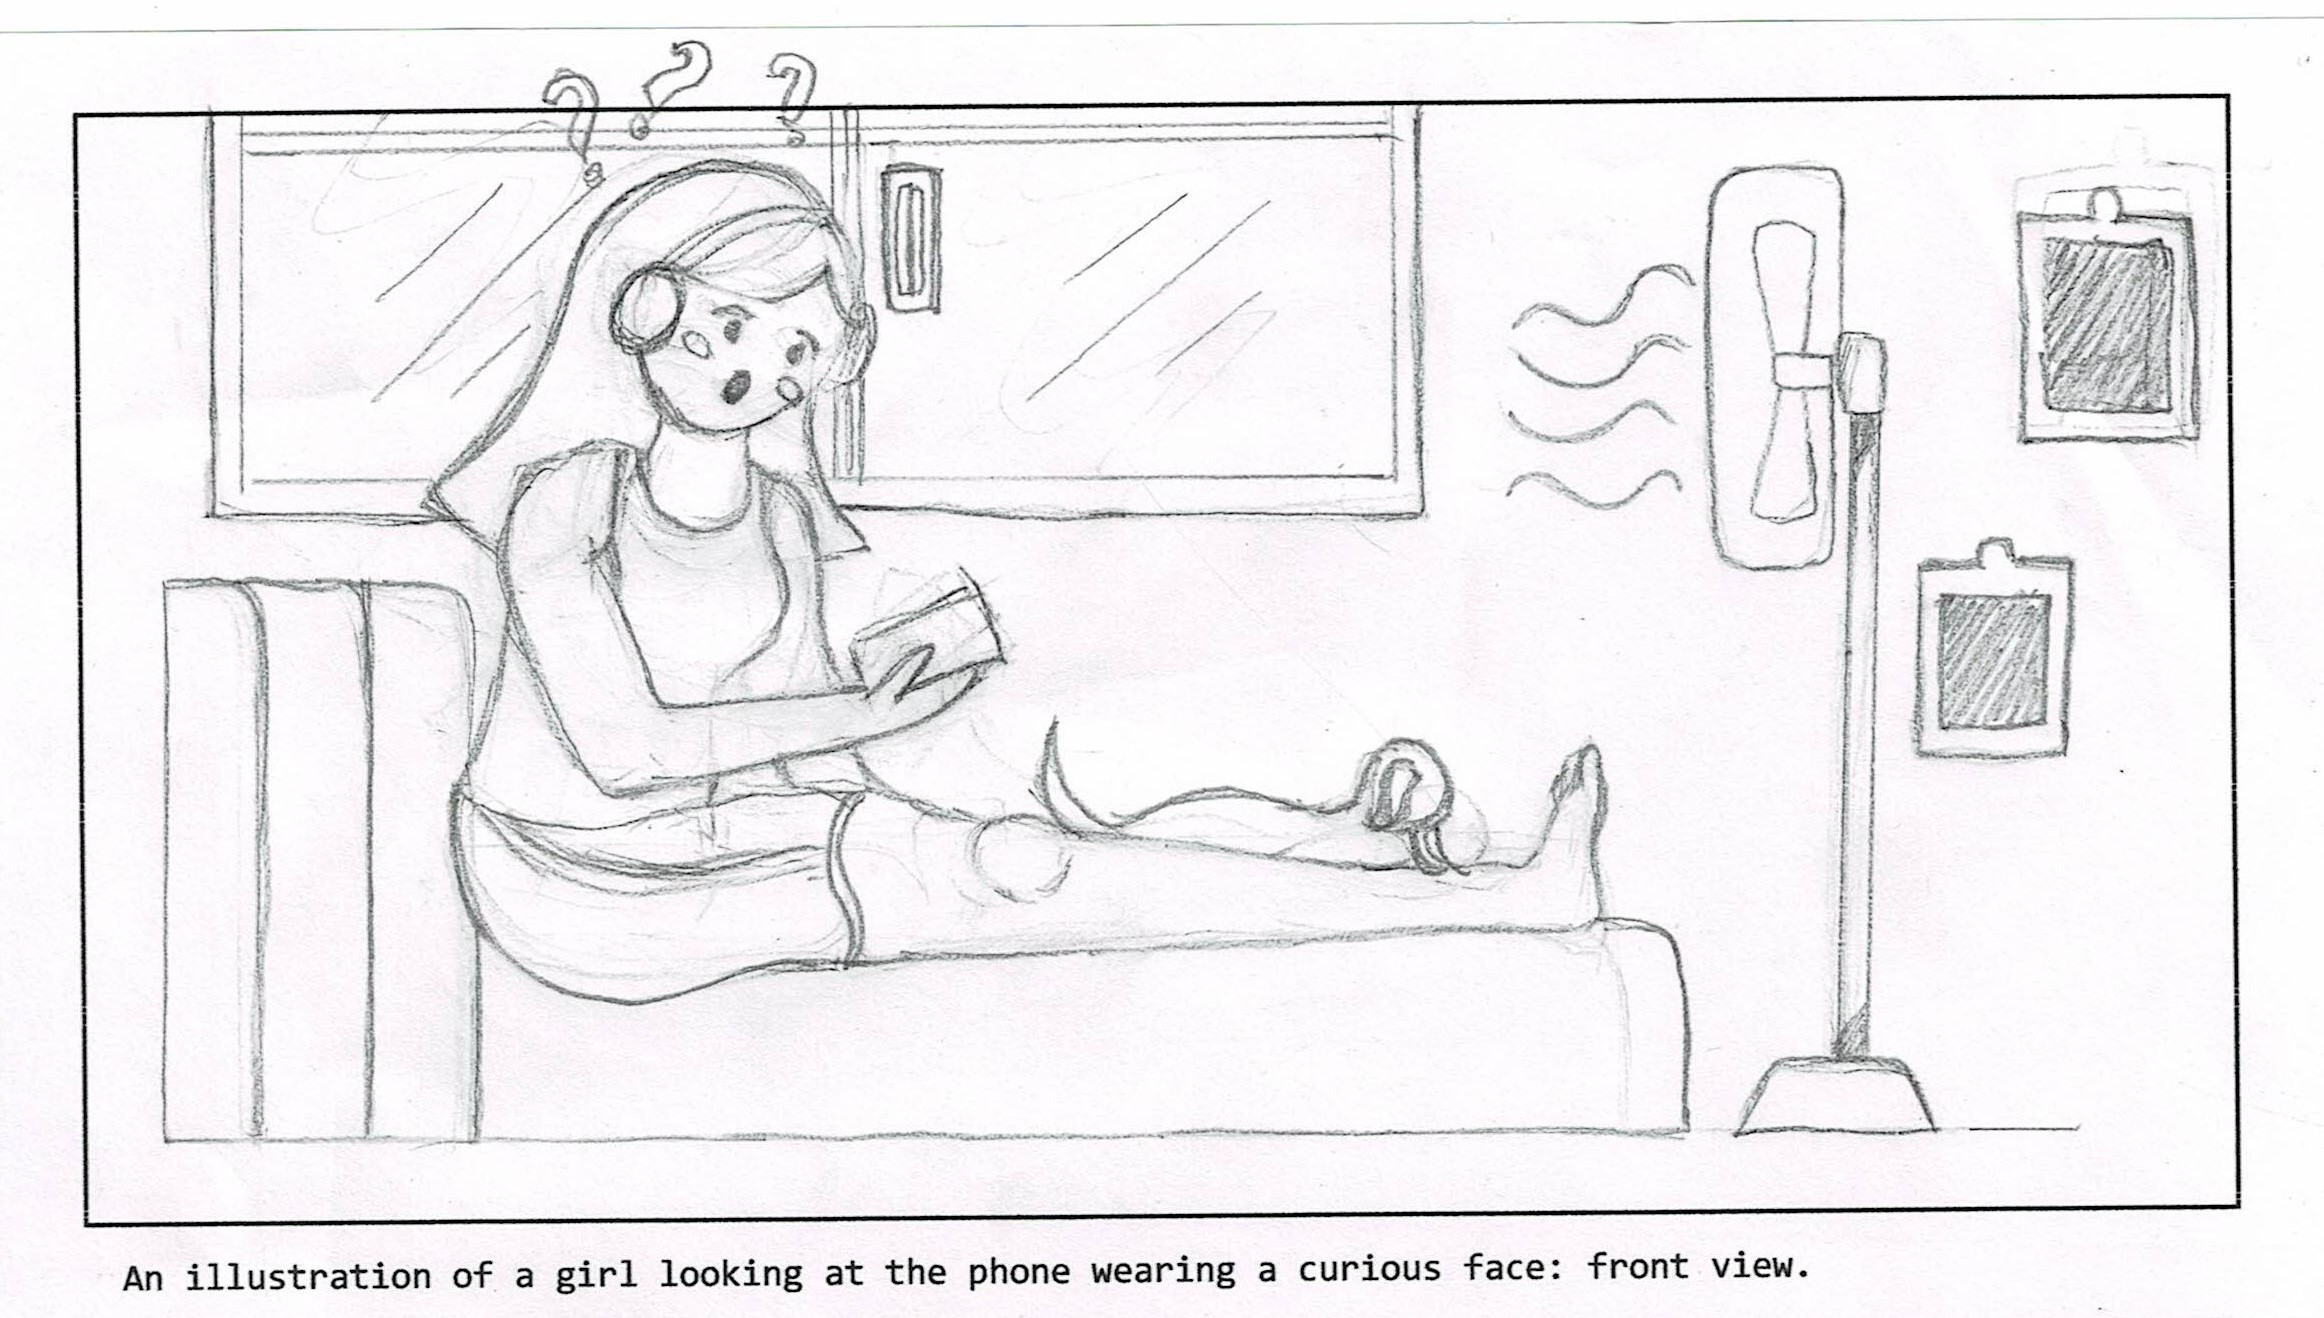 ? ? ?
An illustration of a girl looking at the phone wearing a curious face: front view.